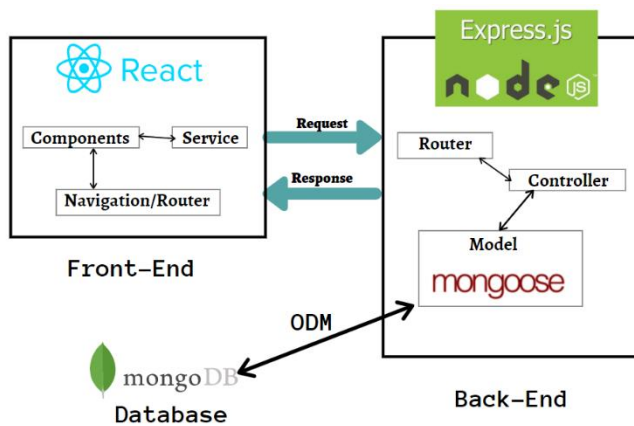 React
Components
Service
Navigation/Router
Front-End
Request
Response
Express.js
node
JS
Router
Controller
Model
mongoose
Back-End
ODM
mongoDB
Database